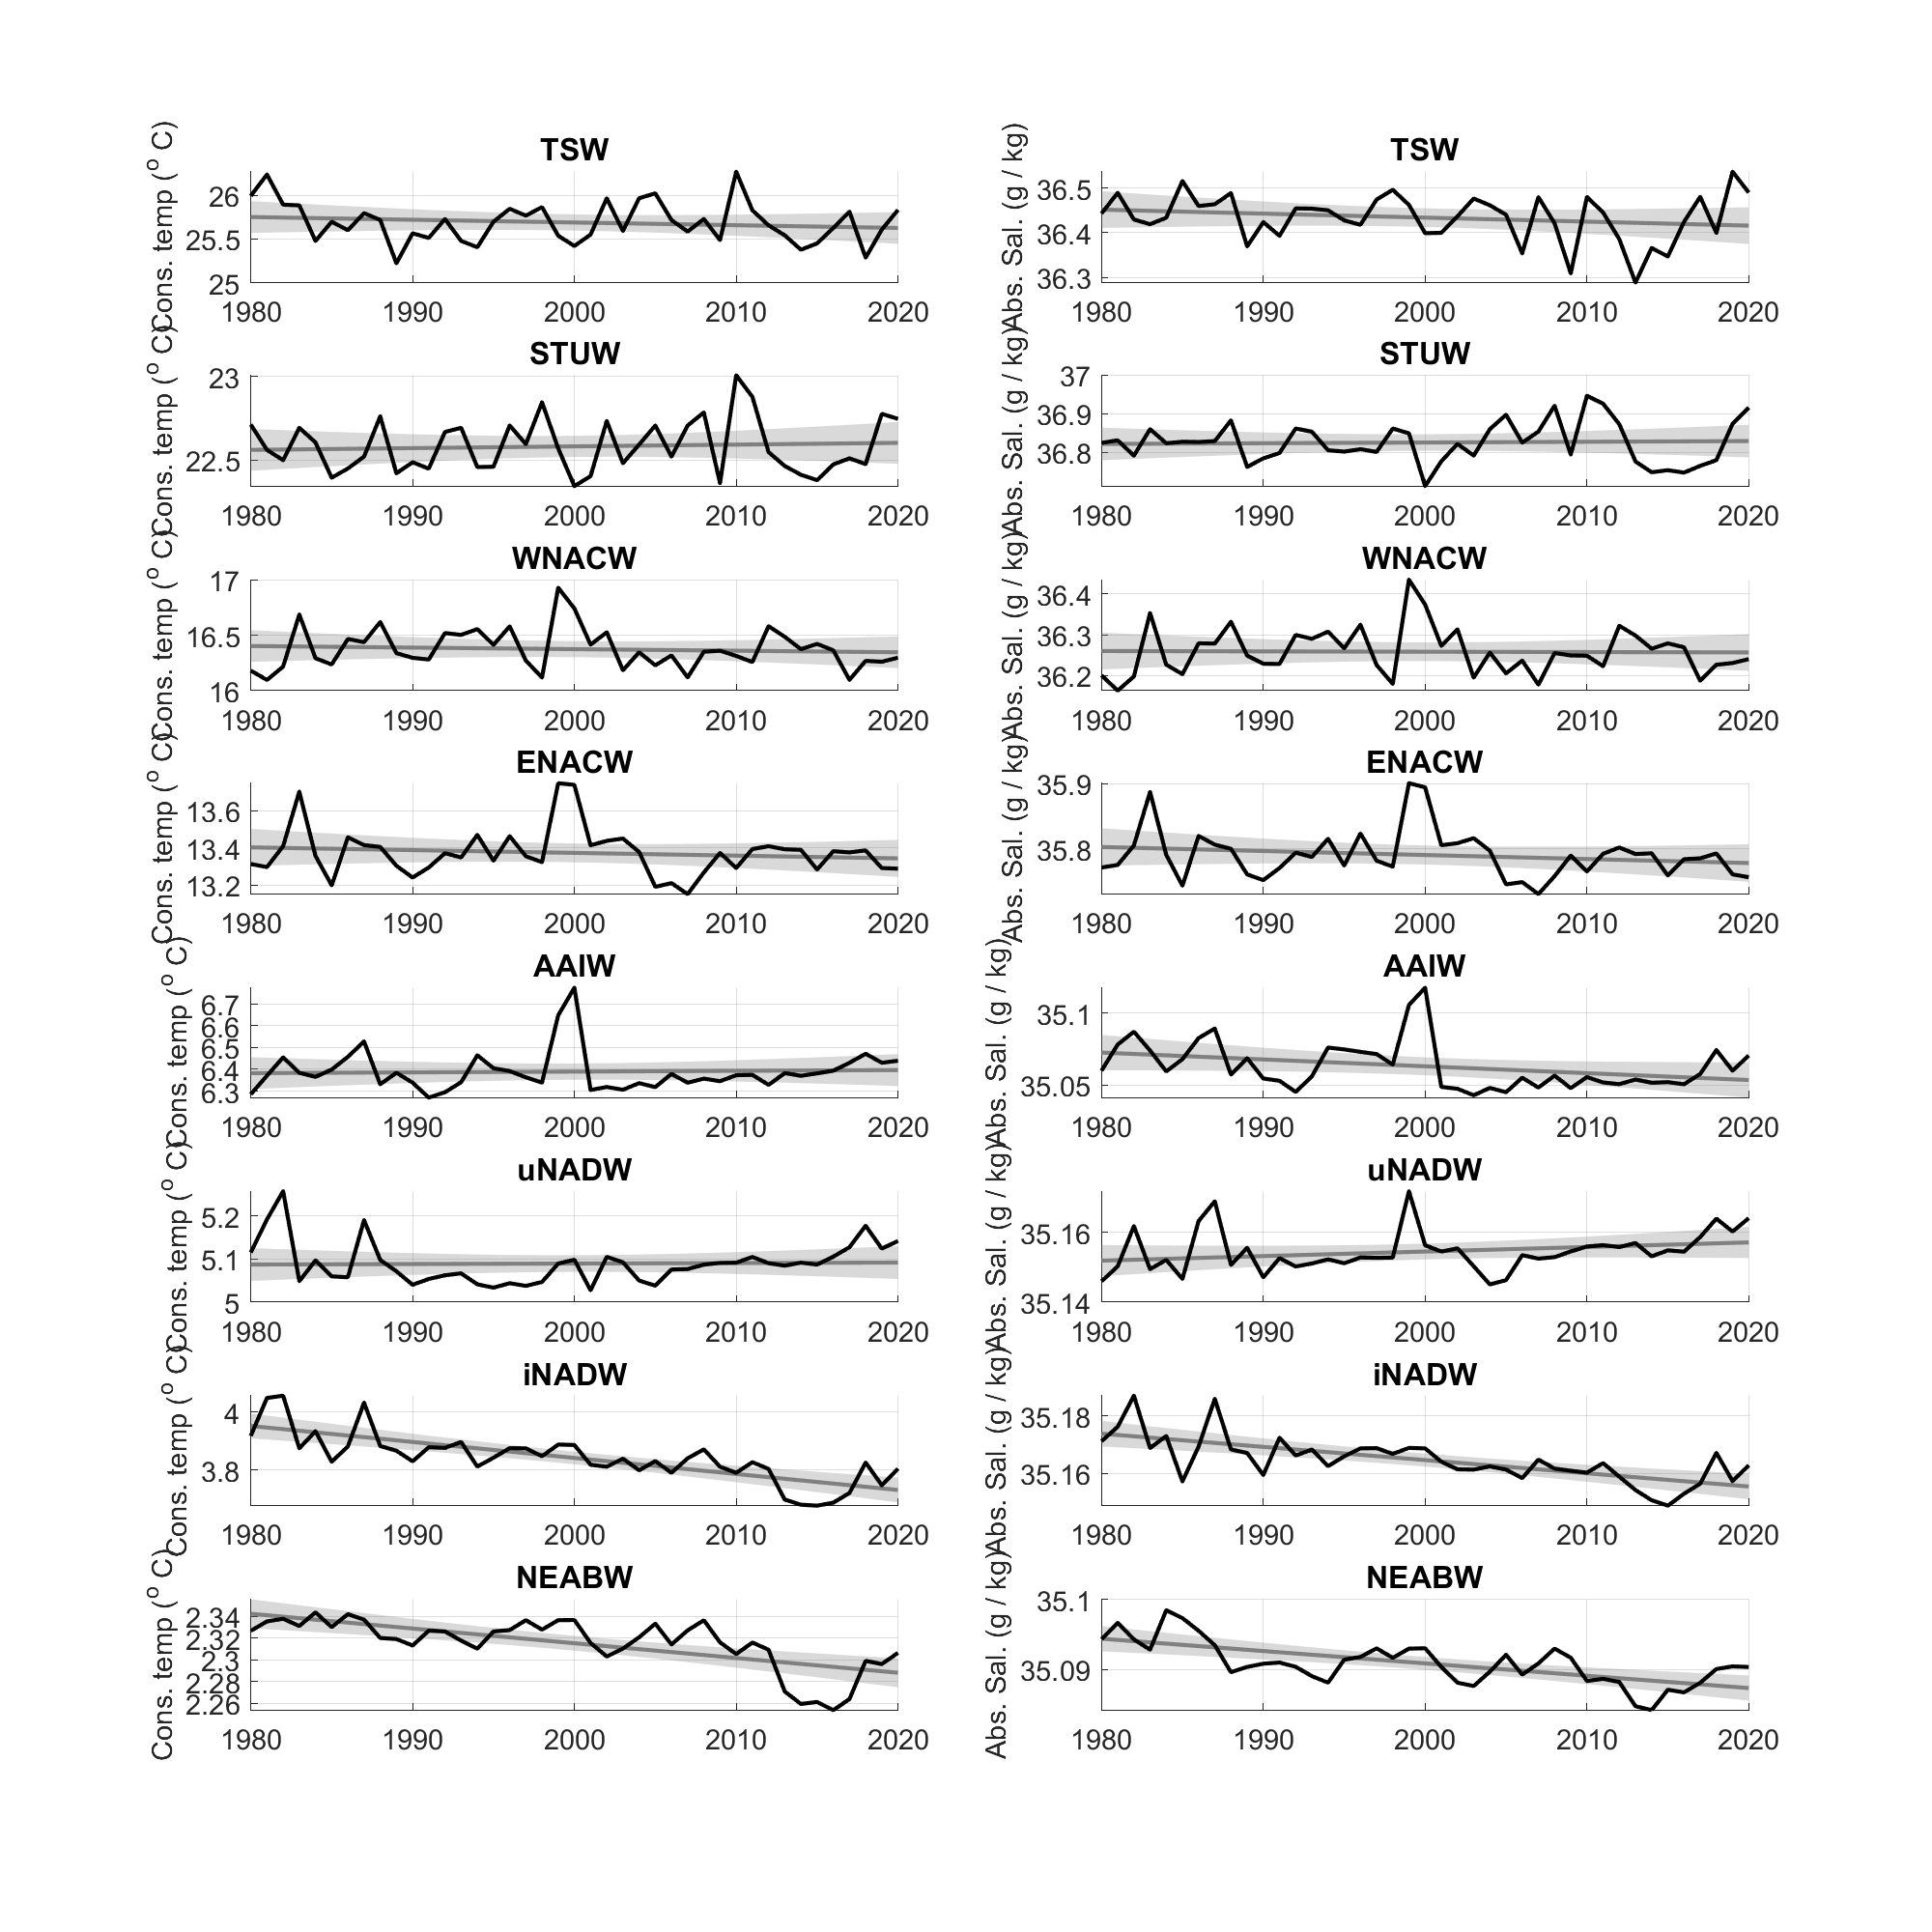 TSW
Cons. temp (° C)
26
25.5
25
1980 1990 2000 2010 2020
TSW
Abs. Sal. (g / kg)
36.5
36.4
36.3
1980 1990 2000 2010 2020
STUW
Cons. temp (° C)
23
22.5
1980 1990 2000 2010 2020
STUW
Abs. Sal. (g / kg)
37
36.9
36.8
1980 1990 2000 2010 2020
WNACW
Cons. temp (° C)
17
16.5
16
1980 1990 2000 2010 2020
WNACW
Abs. Sal. (g / kg)
36.4
36.3
36.2
1980 1990 2000 2010 2020
ENACW
Cons. temp (° C)
13.6
13.4
13.2
1980 1990 2000 2010 2020
ENACW
Abs. Sal. (g / kg)
35.9
35.8
1980 1990 2000 2010 2020
AAIW
Cons. temp (° C)
6.7
6.6
6.5
6.4
6.3
1980 1990 2000 2010 2020
AAIW
Abs. Sal. (g / kg)
35.1
35.05
1980 1990 2000 2010 2020
uNADW
Cons. temp (° C)
5.2
5.1
5
1980 1990 2000 2010 2020
uNADW
Abs. Sal. (g / kg)
35.16
35.14
1980 1990 2000 2010 2020
iNADW
Cons. temp (° C)
4
3.8
1980 1990 2000 2010 2020
iNADW
Abs. Sal. (g / kg)
35.18
35.16
1980 1990 2000 2010 2020
NEABW
Cons. temp (° C)
2.34
2.32
2.3
2.28
2.26
1980 1990 2000 2010 2020
NEABW
Abs. Sal. (g / kg)
35.1
35.09
1980 1990 2000 2010 2020